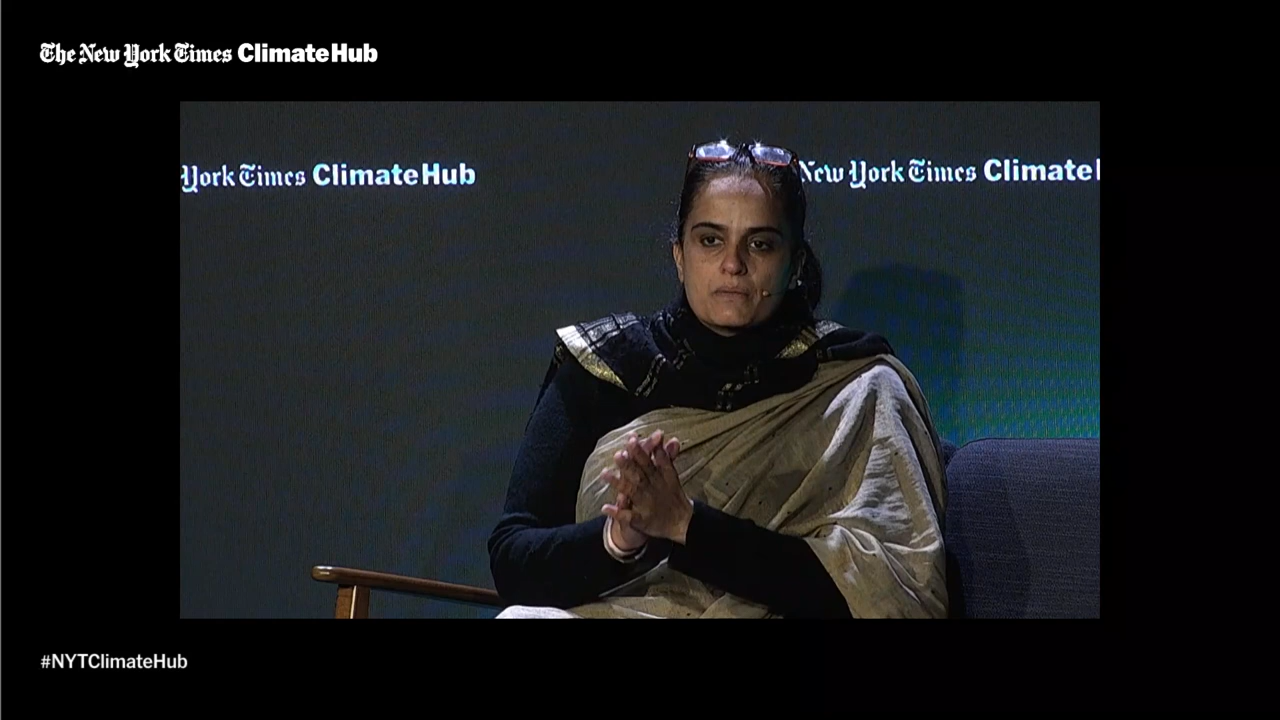 The New York Times Climate Hub
York Times Climate Hub
New York Times Climate
#NYTClimateHub